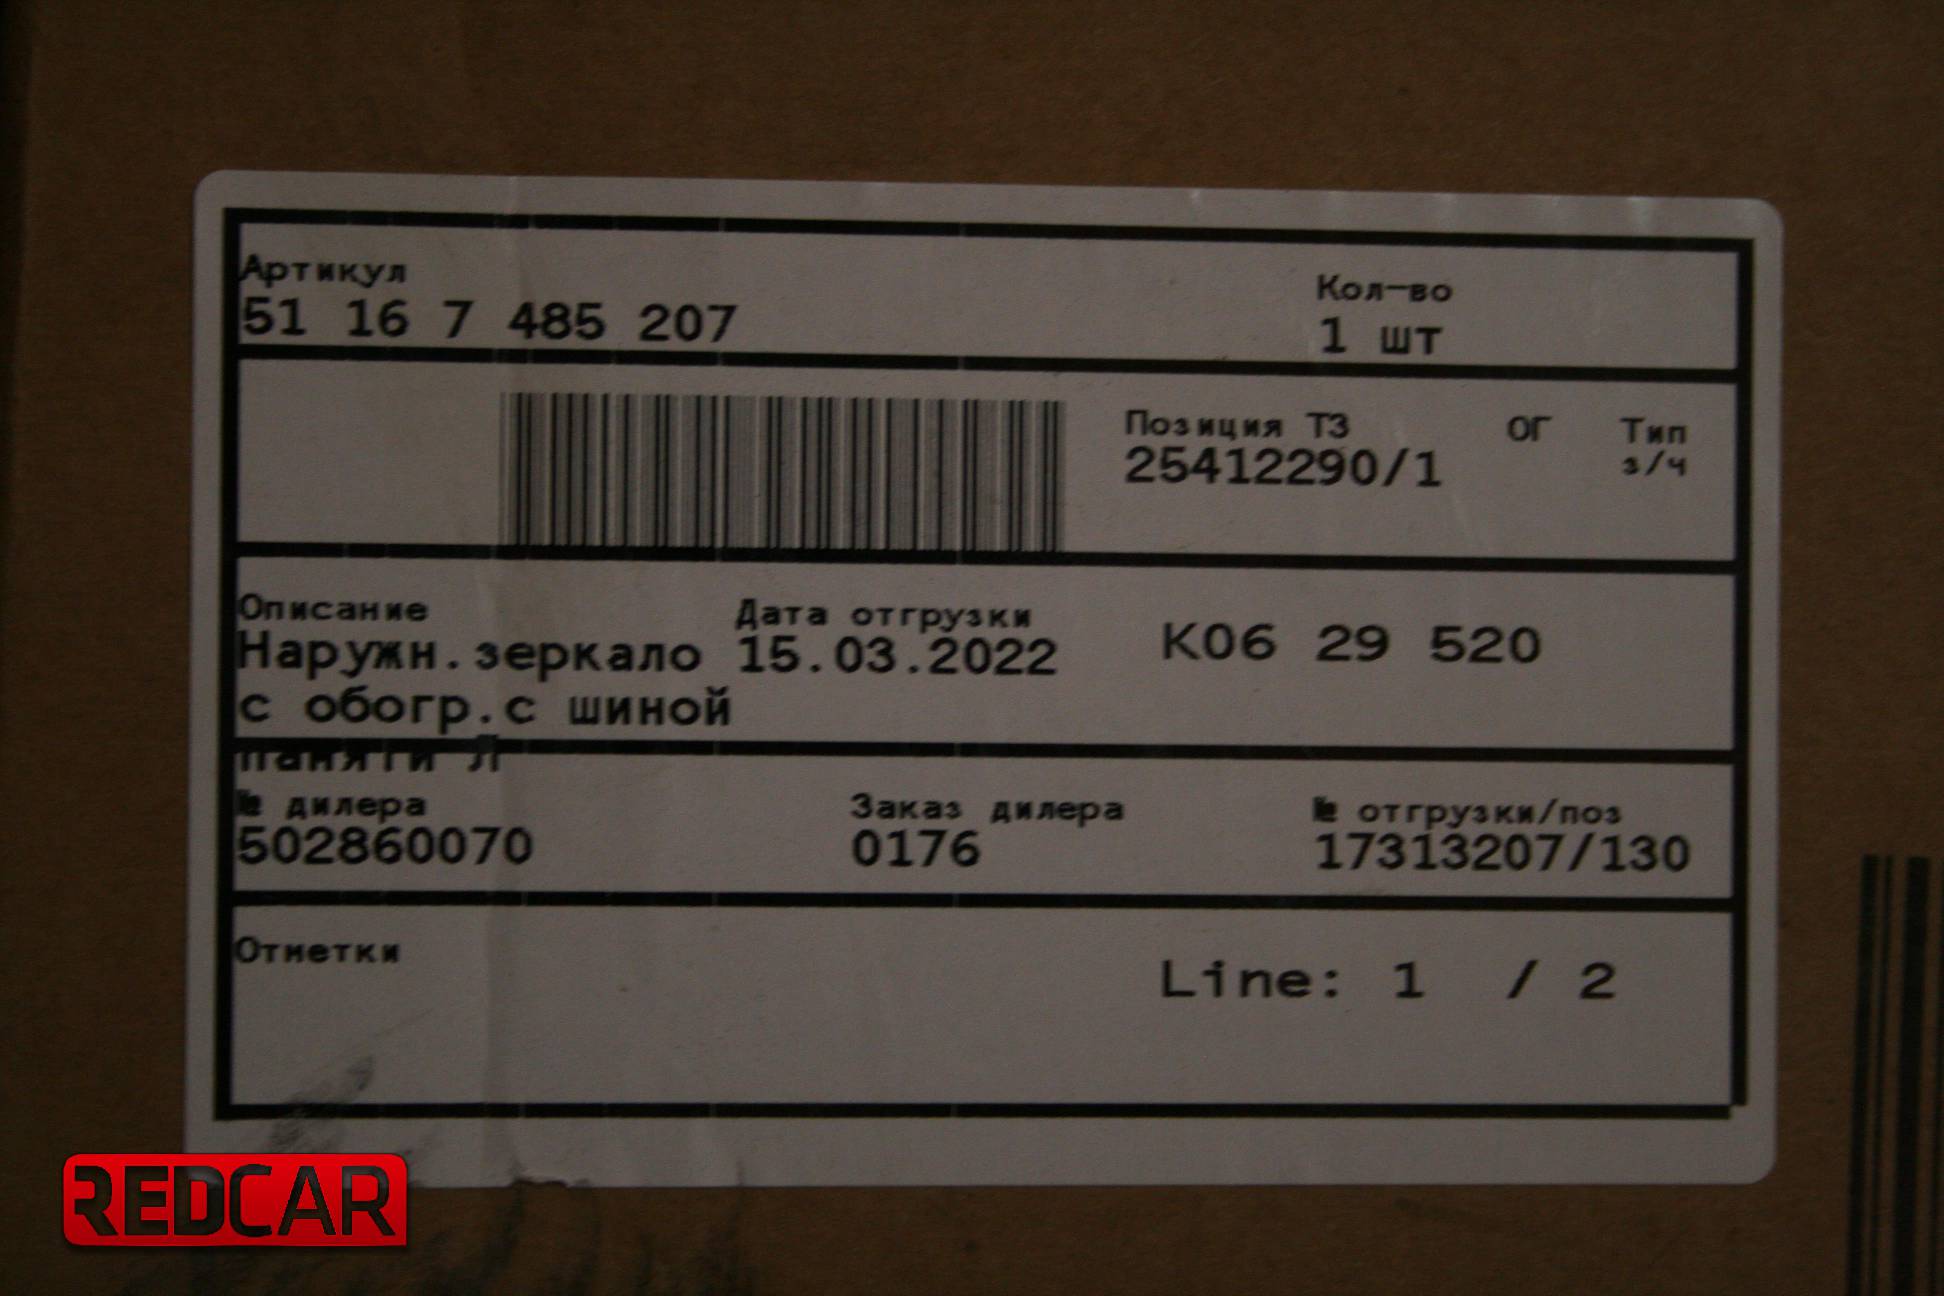 Артикул
51 16 7 485 207
Кол-во
1 шт
Позиция ТЗ
25412290/1
ОГ
Тип
з/ч
Описание
Наружн.зеркало
с обогр.с шиной
памяти Л
Дата отгрузки
15.03.2022
K06 29 520
№ дилера
502860070
Заказ дилера
0176
№ отгрузки/поз
17313207/130
Отметки
Line: 1 / 2
REDCAR